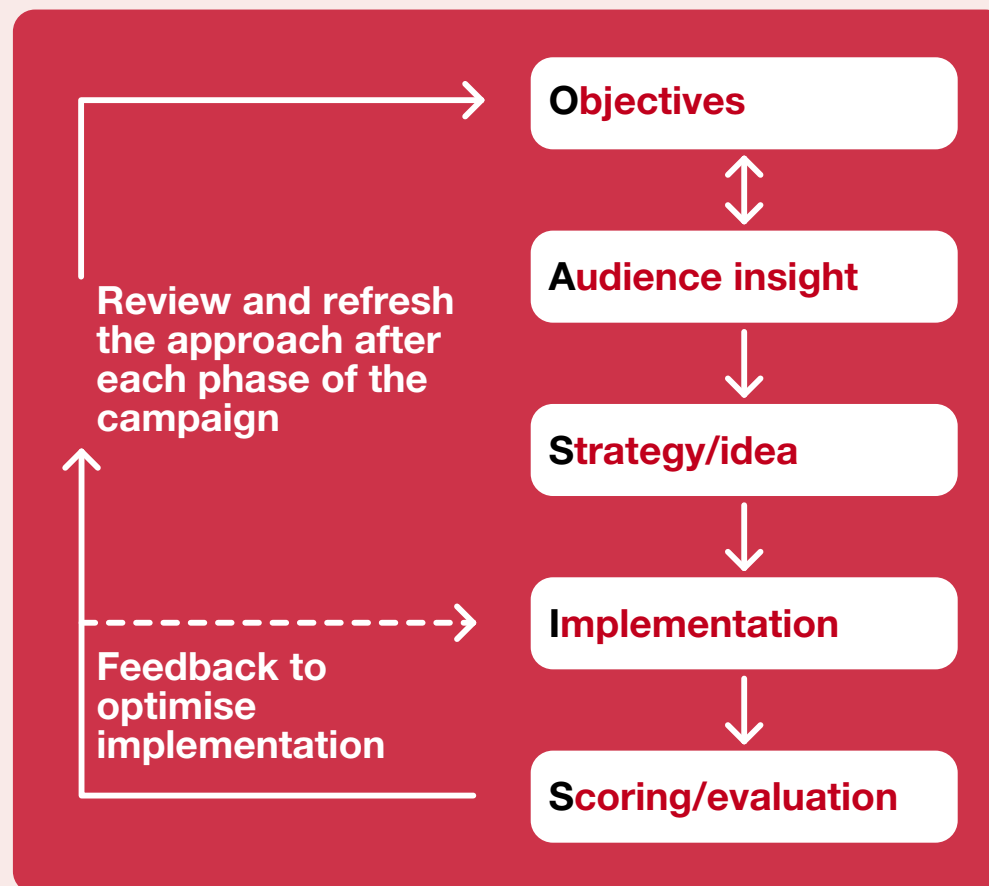 Objectives
Audience insight
Review and refresh
the approach after
each phase of the
campaign
Strategy/idea
Implementation
Feedback to
optimise
implementation
Scoring/evaluation